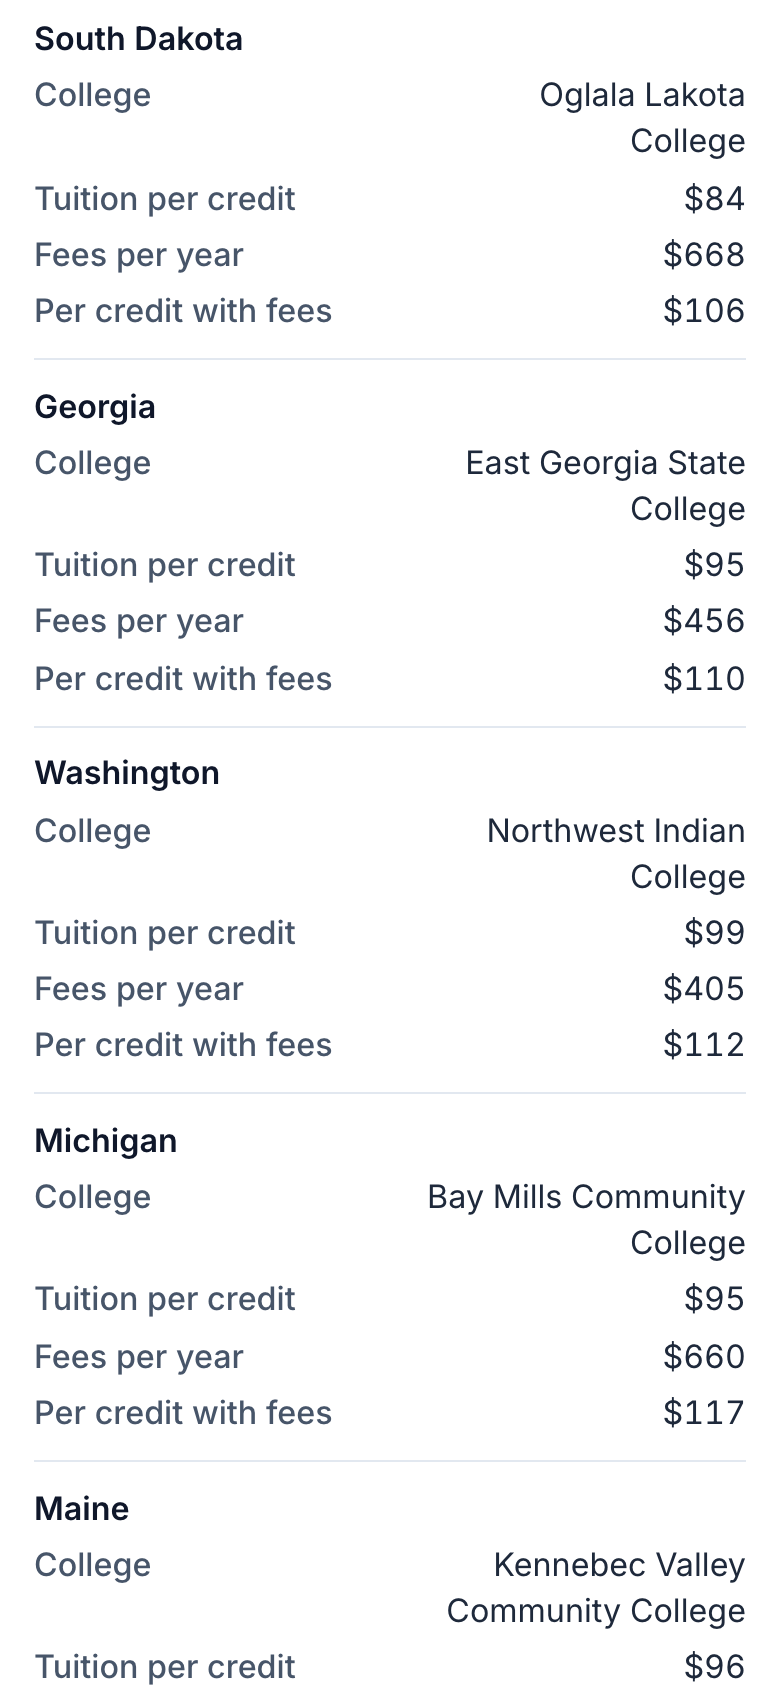 South Dakota
College Oglala Lakota
College
Tuition per credit $84
Fees per year $668
Per credit with fees $106
Georgia
College East Georgia State
College
Tuition per credit $95
Fees per year $456
Per credit with fees $110
Washington
College Northwest Indian
College
Tuition per credit $99
Fees per year $405
Per credit with fees $112
Michigan
College Bay Mills Community
College
Tuition per credit $95
Fees per year $660
Per credit with fees $117
Maine
College Kennebec Valley
Community College
Tuition per credit $96